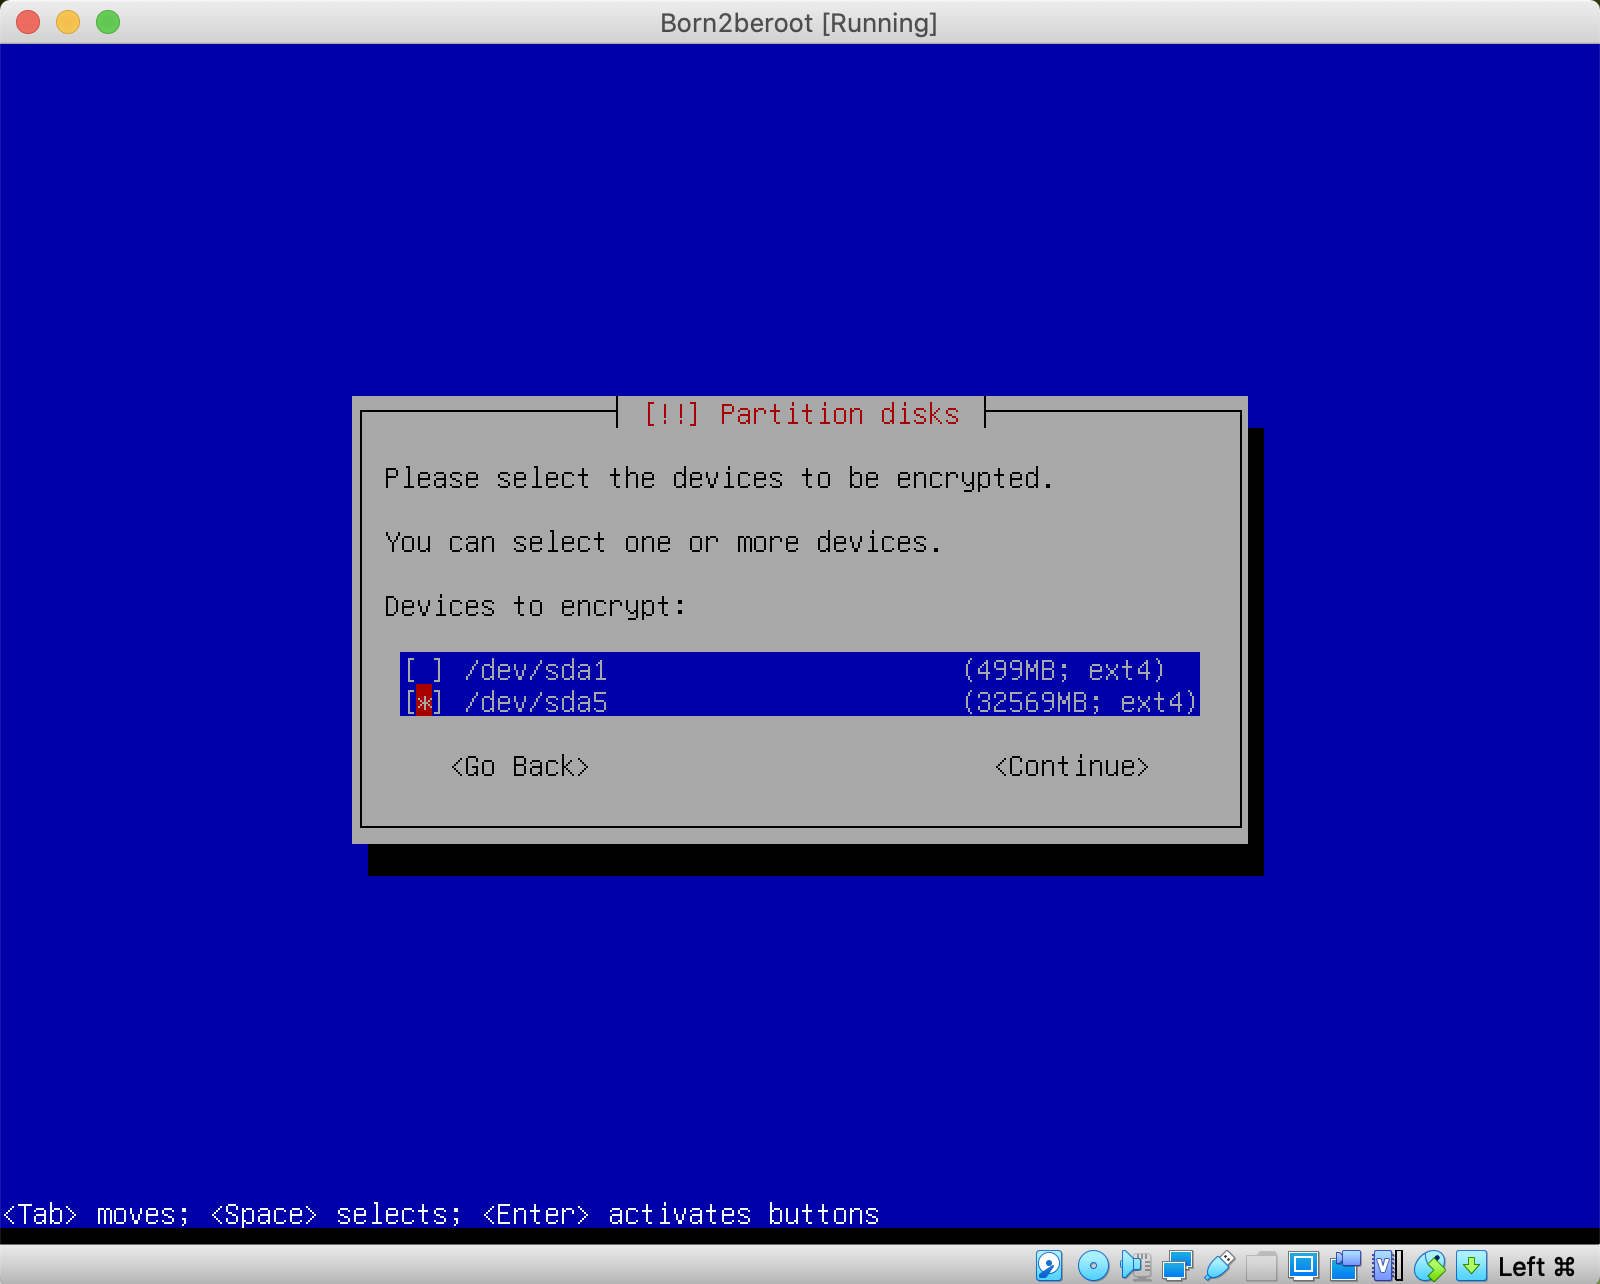 Born2beroot [Running]
[!!] Partition disks
Please select the devices to be encrypted.
You can select one or more devices.
Devices to encrypt:
[ ] /dev/sda1 (499MB; ext4)
[*] /dev/sda5 (32569MB; ext4)
<Go Back> <Continue>
<Tab> moves; <Space> selects; <Enter> activates buttons
Left ⌘